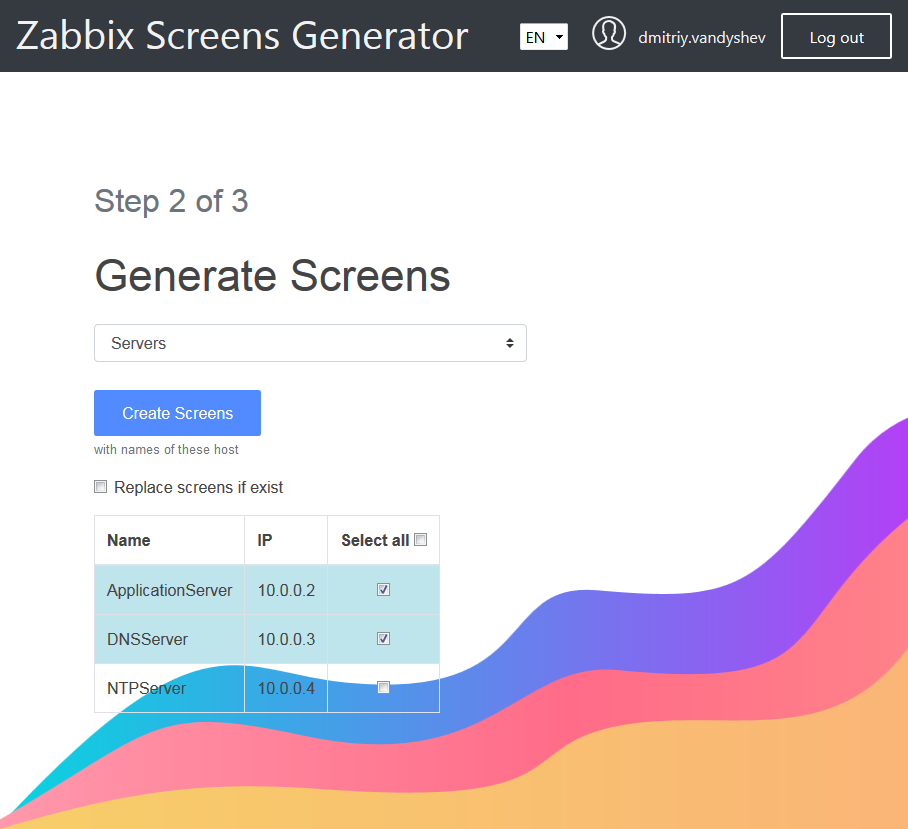 Zabbix Screens Generator EN dmitriy.vandyshev Log out
Step 2 of 3
Generate Screens
Servers
Create Screens
with names of these host
Replace screens if exist
Name IP Select all
ApplicationServer 10.0.0.2
DNSServer 10.0.0.3
NTPServer 10.0.0.4